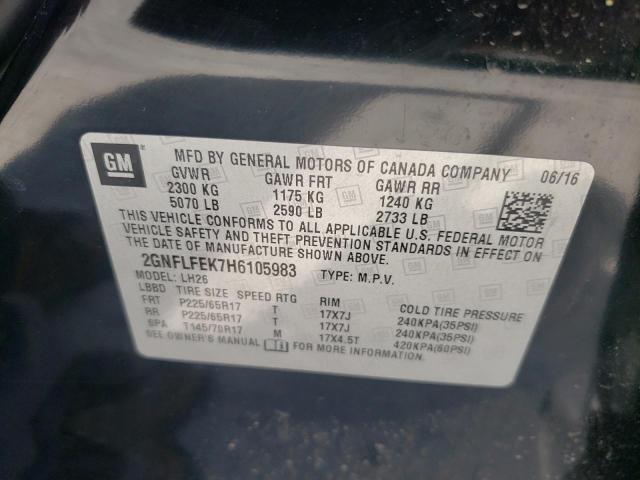 GM
MFD BY GENERAL MOTORS OF CANADA COMPANY 06/16
GVWR GAWR FRT GAWR RR
2300 KG 1175 KG 1240 KG
5070 LB 2590 LB 2733 LB
THIS VEHICLE CONFORMS TO ALL APPLICABLE U.S. FEDERAL MOTOR
VEHICLE SAFETY AND THEFT PREVENTION STANDARDS IN EFFECT ON
THE DATE OF MANUFACTURE SHOWN ABOVE.
2GNFLFEK7H6105983 TYPE: M.P.V.
MODEL: LH26
LBBD TIRE SIZE SPEED RTG RIM COLD TIRE PRESSURE
FRT P225/65R17 T 17X7J 240KPA(35PSI)
RR P225/65R17 T 17X7J 240KPA(35PSI)
SPA T145/70R17 M 17X4.5T 420KPA(60PSI)
SEE OWNER'S MANUAL FOR MORE INFORMATION.